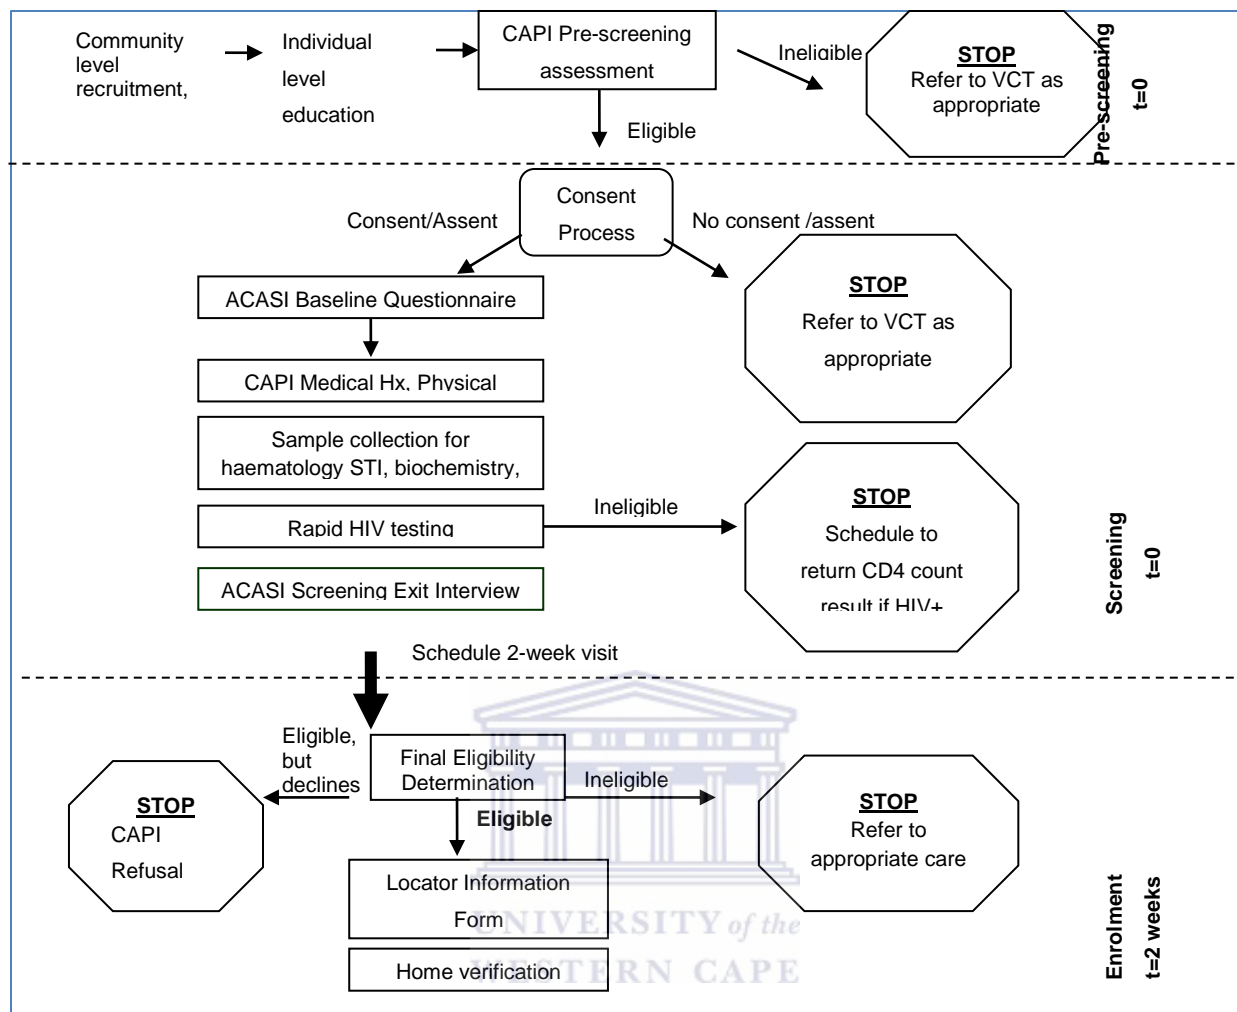 Community
level
recruitment,
Individual
level
education
CAPI Pre-screening
assessment
Ineligible
STOP
Refer to VCT as
appropriate
Pre-screening
t=0
Eligible
Consent
Process
Consent/Assent
No consent /assent
STOP
Refer to VCT as
appropriate
ACASI Baseline Questionnaire
CAPI Medical Hx, Physical
Sample collection for
haematology STI, biochemistry,
Rapid HIV testing
Ineligible
STOP
Schedule to
return CD4 count
result if HIV+
ACASI Screening Exit Interview
Screening
t=0
Schedule 2-week visit
Eligible,
but
declines
Final Eligibility
Determination
Ineligible
STOP
CAPI
Refusal
STOP
Refer to
appropriate care
Eligible
Locator Information
Form
Home verification
Enrolment
t=2 weeks
UNIVERSITY of the
WESTERN CAPE